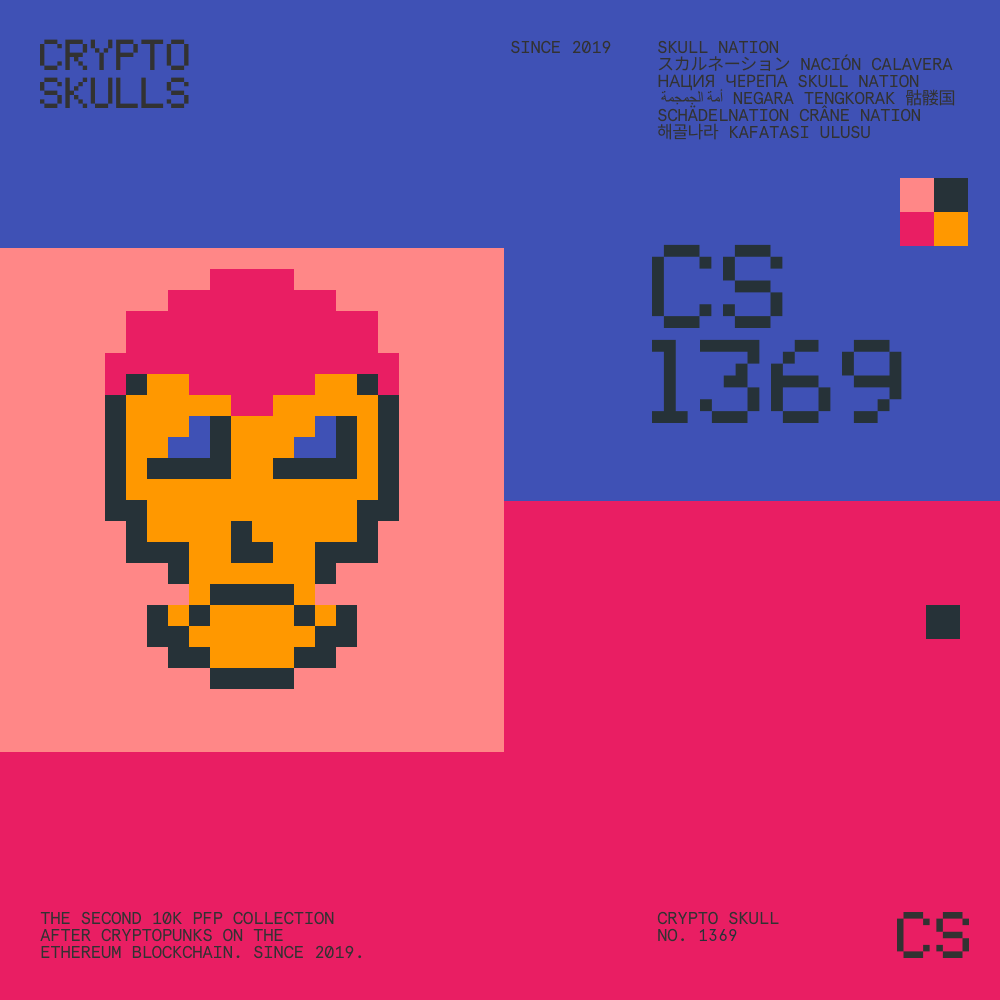 CRYPTO
SKULLS
SINCE 2019
SKULL NATION
スカルネーション NACIÓN CALAVERA
НАЦИЯ ЧЕРЕПА SKULL NATION
أمة الجمجمة NEGARA TENGKORAK 骷髅国
SCHÄDELNATION CRÂNE NATION
해골나라 KAFATASI ULUSU
CS
1369
THE SECOND 10K PFP COLLECTION
AFTER CRYPTOPUNKS ON THE
ETHEREUM BLOCKCHAIN. SINCE 2019.
CRYPTO SKULL
NO. 1369
CS